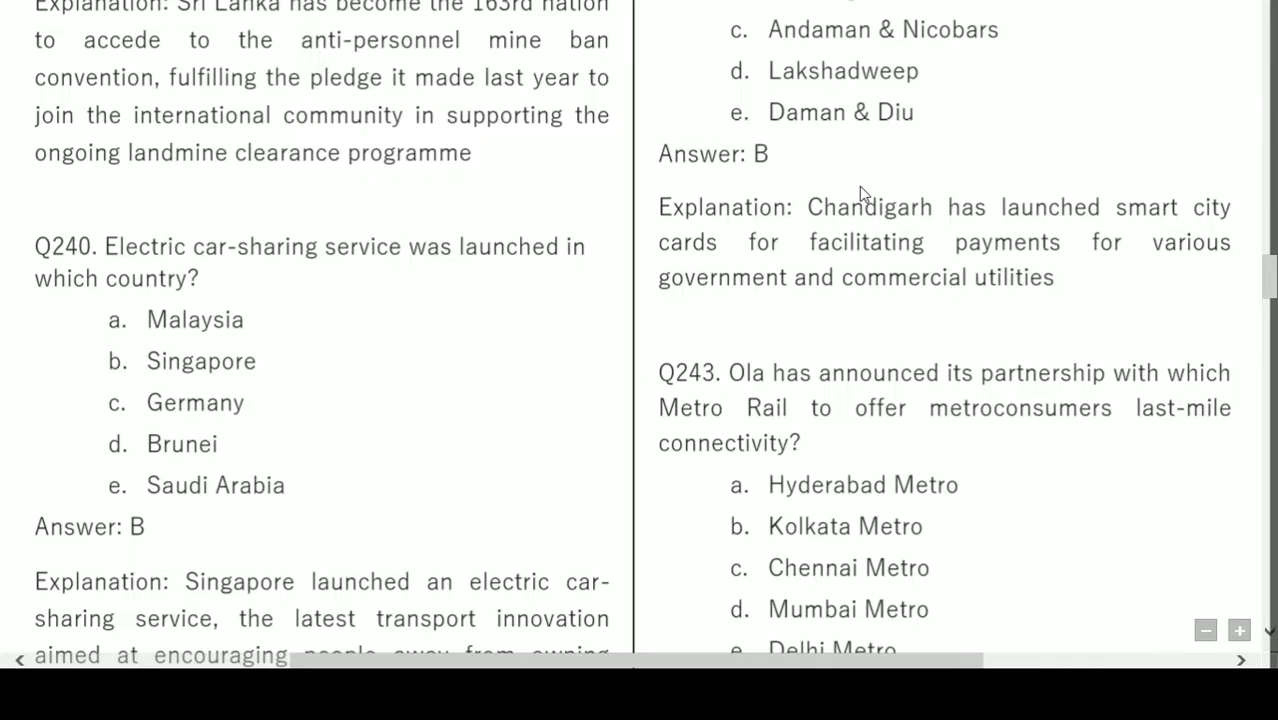 Explanation: Sri Lanka has become the 163rd nation
to accede to the anti-personnel mine ban
convention, fulfilling the pledge it made last year to
join the international community in supporting the
ongoing landmine clearance programme
Q240. Electric car-sharing service was launched in
which country?
a. Malaysia
b. Singapore
c. Germany
d. Brunei
e. Saudi Arabia
Answer: B
Explanation: Singapore launched an electric car-
sharing service, the latest transport innovation
aimed at encouraging people away from owning
c. Andaman & Nicobars
d. Lakshadweep
e. Daman & Diu
Answer: B
Explanation: Chandigarh has launched smart city
cards for facilitating payments for various
government and commercial utilities
Q243. Ola has announced its partnership with which
Metro Rail to offer metroconsumers last-mile
connectivity?
a. Hyderabad Metro
b. Kolkata Metro
c. Chennai Metro
d. Mumbai Metro
e. Delhi Metro